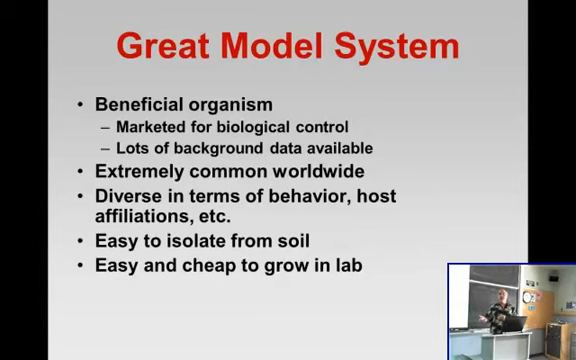 Great Model System
• Beneficial organism
– Marketed for biological control
– Lots of background data available
• Extremely common worldwide
• Diverse in terms of behavior, host
affiliations, etc.
• Easy to isolate from soil
• Easy and cheap to grow in lab